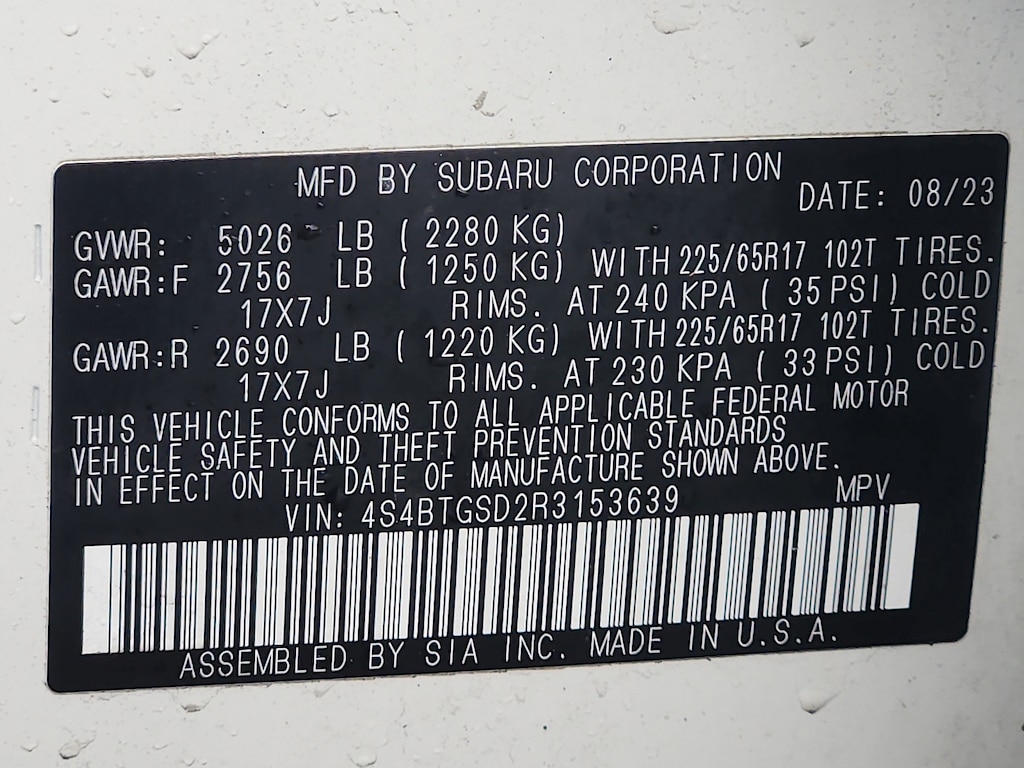 MFD BY SUBARU CORPORATION
DATE: 08/23
GVWR: 5026 LB ( 2280 KG)
GAWR:F 2756 LB ( 1250 KG) WITH 225/65R17 102T TIRES.
17X7J RIMS. AT 240 KPA ( 35 PSI) COLD
GAWR:R 2690 LB ( 1220 KG) WITH 225/65R17 102T TIRES.
17X7J RIMS. AT 230 KPA ( 33 PSI) COLD
THIS VEHICLE CONFORMS TO ALL APPLICABLE FEDERAL MOTOR
VEHICLE SAFETY AND THEFT PREVENTION STANDARDS
IN EFFECT ON THE DATE OF MANUFACTURE SHOWN ABOVE.
VIN: 4S4BTGSD2R3153639 MPV
ASSEMBLED BY SIA INC. MADE IN U.S.A.